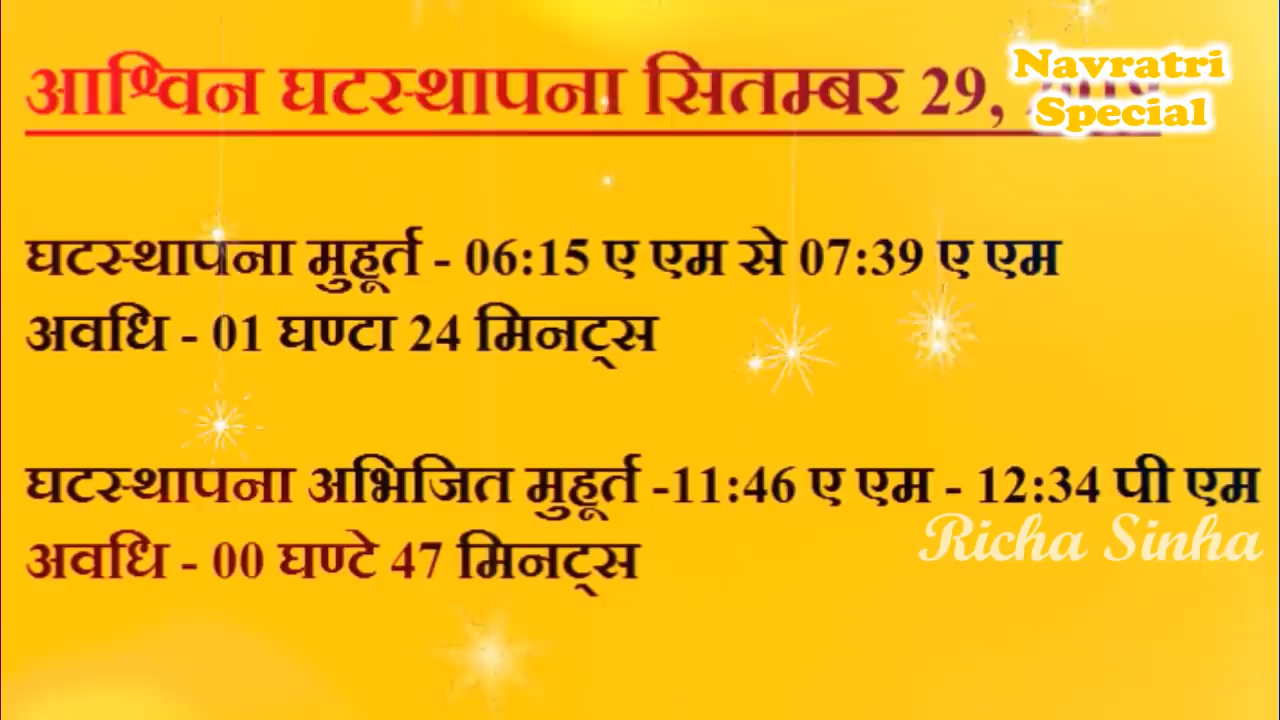 आश्विन घटस्थापना सितम्बर 29,
Navratri
Special
घटस्थापना मुहूर्त - 06:15 ए एम से 07:39 ए एम
अवधि - 01 घण्टा 24 मिनट्स
घटस्थापना अभिजित मुहूर्त -11:46 ए एम - 12:34 पी एम
Richa Sinha
अवधि - 00 घण्टे 47 मिनट्स